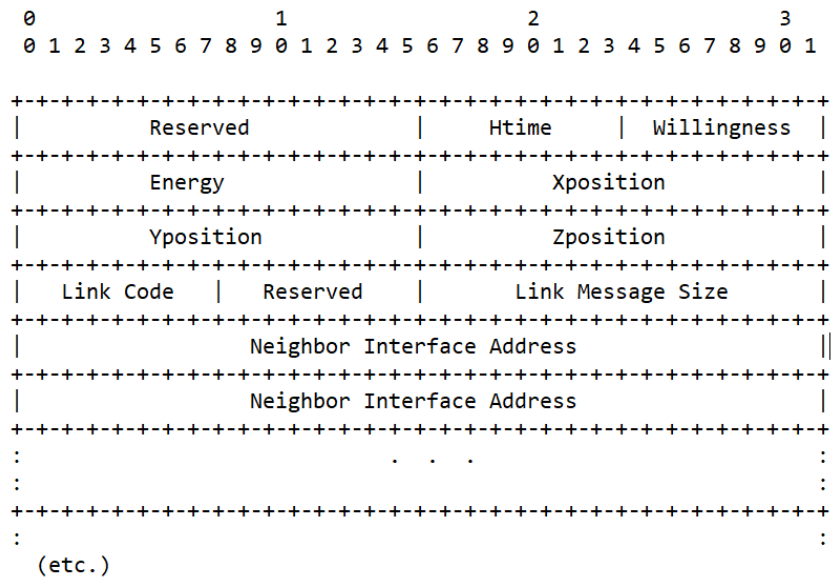 0                   1                   2                   3
 0 1 2 3 4 5 6 7 8 9 0 1 2 3 4 5 6 7 8 9 0 1 2 3 4 5 6 7 8 9 0 1
+-+-+-+-+-+-+-+-+-+-+-+-+-+-+-+-+-+-+-+-+-+-+-+-+-+-+-+-+-+-+-+-+
|          Reserved             |     Htime     |  Willingness  |
+-+-+-+-+-+-+-+-+-+-+-+-+-+-+-+-+-+-+-+-+-+-+-+-+-+-+-+-+-+-+-+-+
|          Energy               |          Xposition            |
+-+-+-+-+-+-+-+-+-+-+-+-+-+-+-+-+-+-+-+-+-+-+-+-+-+-+-+-+-+-+-+-+
|          Yposition            |          Zposition            |
+-+-+-+-+-+-+-+-+-+-+-+-+-+-+-+-+-+-+-+-+-+-+-+-+-+-+-+-+-+-+-+-+
|   Link Code   |   Reserved    |       Link Message Size       |
+-+-+-+-+-+-+-+-+-+-+-+-+-+-+-+-+-+-+-+-+-+-+-+-+-+-+-+-+-+-+-+-+
|                  Neighbor Interface Address                   |
+-+-+-+-+-+-+-+-+-+-+-+-+-+-+-+-+-+-+-+-+-+-+-+-+-+-+-+-+-+-+-+-+
|                  Neighbor Interface Address                   |
+-+-+-+-+-+-+-+-+-+-+-+-+-+-+-+-+-+-+-+-+-+-+-+-+-+-+-+-+-+-+-+-+
:                             .  .  .                           :
:                                                               :
+-+-+-+-+-+-+-+-+-+-+-+-+-+-+-+-+-+-+-+-+-+-+-+-+-+-+-+-+-+-+-+-+
:                                                               :
  (etc.)